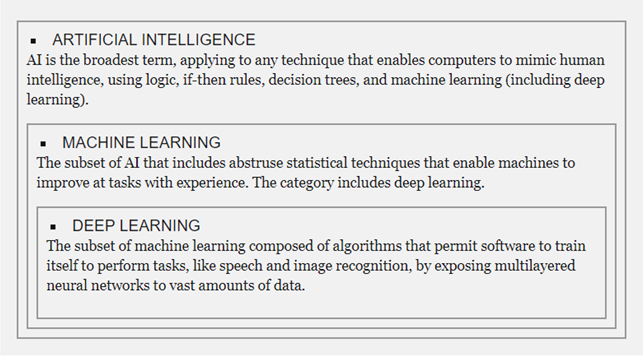 ▪ ARTIFICIAL INTELLIGENCE
AI is the broadest term, applying to any technique that enables computers to mimic human
intelligence, using logic, if-then rules, decision trees, and machine learning (including deep
learning).
▪ MACHINE LEARNING
The subset of AI that includes abstruse statistical techniques that enable machines to
improve at tasks with experience. The category includes deep learning.
▪ DEEP LEARNING
The subset of machine learning composed of algorithms that permit software to train
itself to perform tasks, like speech and image recognition, by exposing multilayered
neural networks to vast amounts of data.